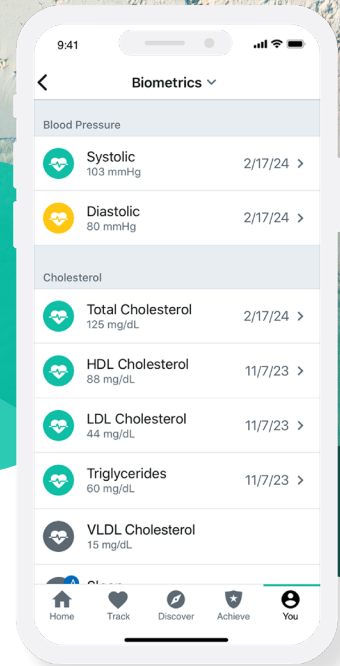 9:41
Biometrics
Blood Pressure
Systolic
103 mmHg
2/17/24
Diastolic
80 mmHg
2/17/24
Cholesterol
Total Cholesterol
125 mg/dL
2/17/24
HDL Cholesterol
88 mg/dL
11/7/23
LDL Cholesterol
44 mg/dL
11/7/23
Triglycerides
60 mg/dL
11/7/23
VLDL Cholesterol
15 mg/dL
Home
Track
Discover
Achieve
You